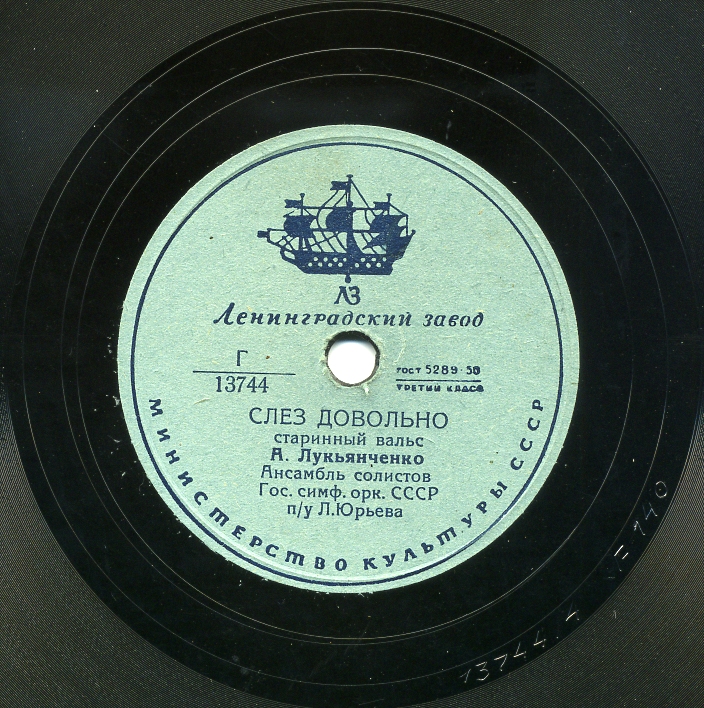 ЛЗ
Ленинградский завод
Г
13744
ГОСТ 5289-50
ТРЕТИЙ КЛАСС
СЛЕЗ ДОВОЛЬНО
старинный вальс
А. Лукьянченко
Ансамбль солистов
Гос. симф. орк. СССР
п/у Л.Юрьева
МИНИСТЕРСТВО КУЛЬТУРЫ СССР
13744